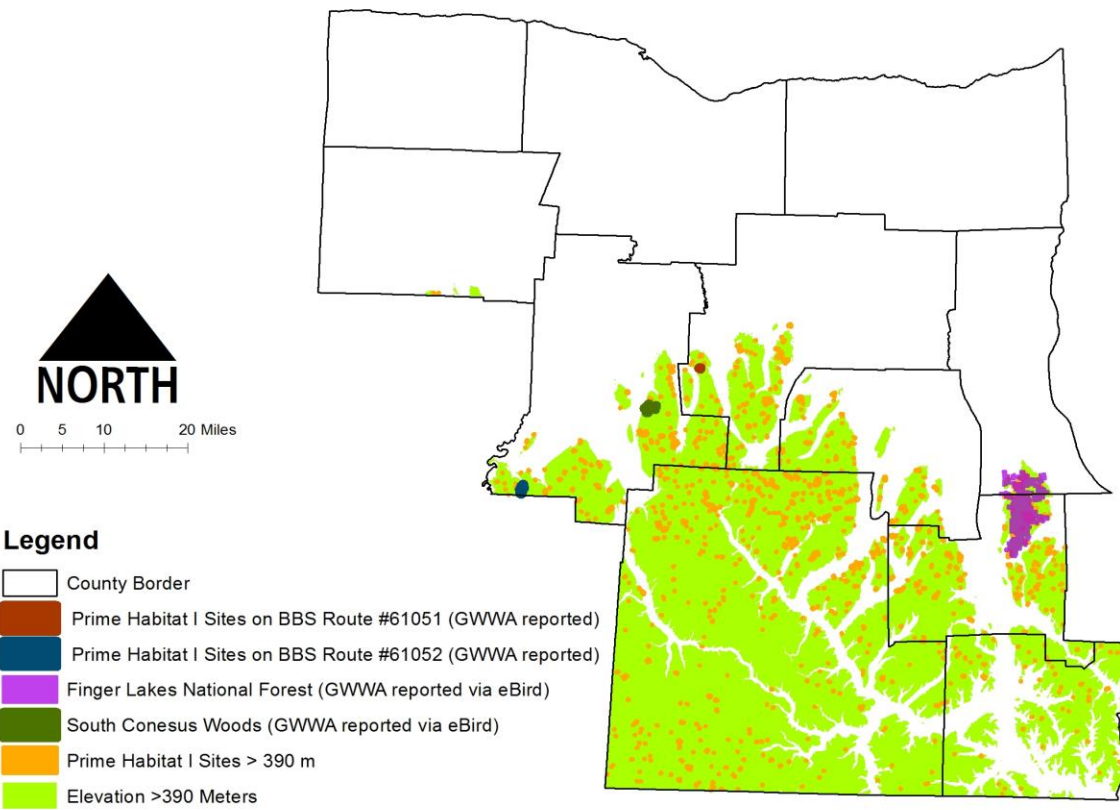 NORTH
0 5 10 20 Miles
Legend
County Border
Prime Habitat I Sites on BBS Route #61051 (GWWA reported)
Prime Habitat I Sites on BBS Route #61052 (GWWA reported)
Finger Lakes National Forest (GWWA reported via eBird)
South Conesus Woods (GWWA reported via eBird)
Prime Habitat I Sites > 390 m
Elevation >390 Meters